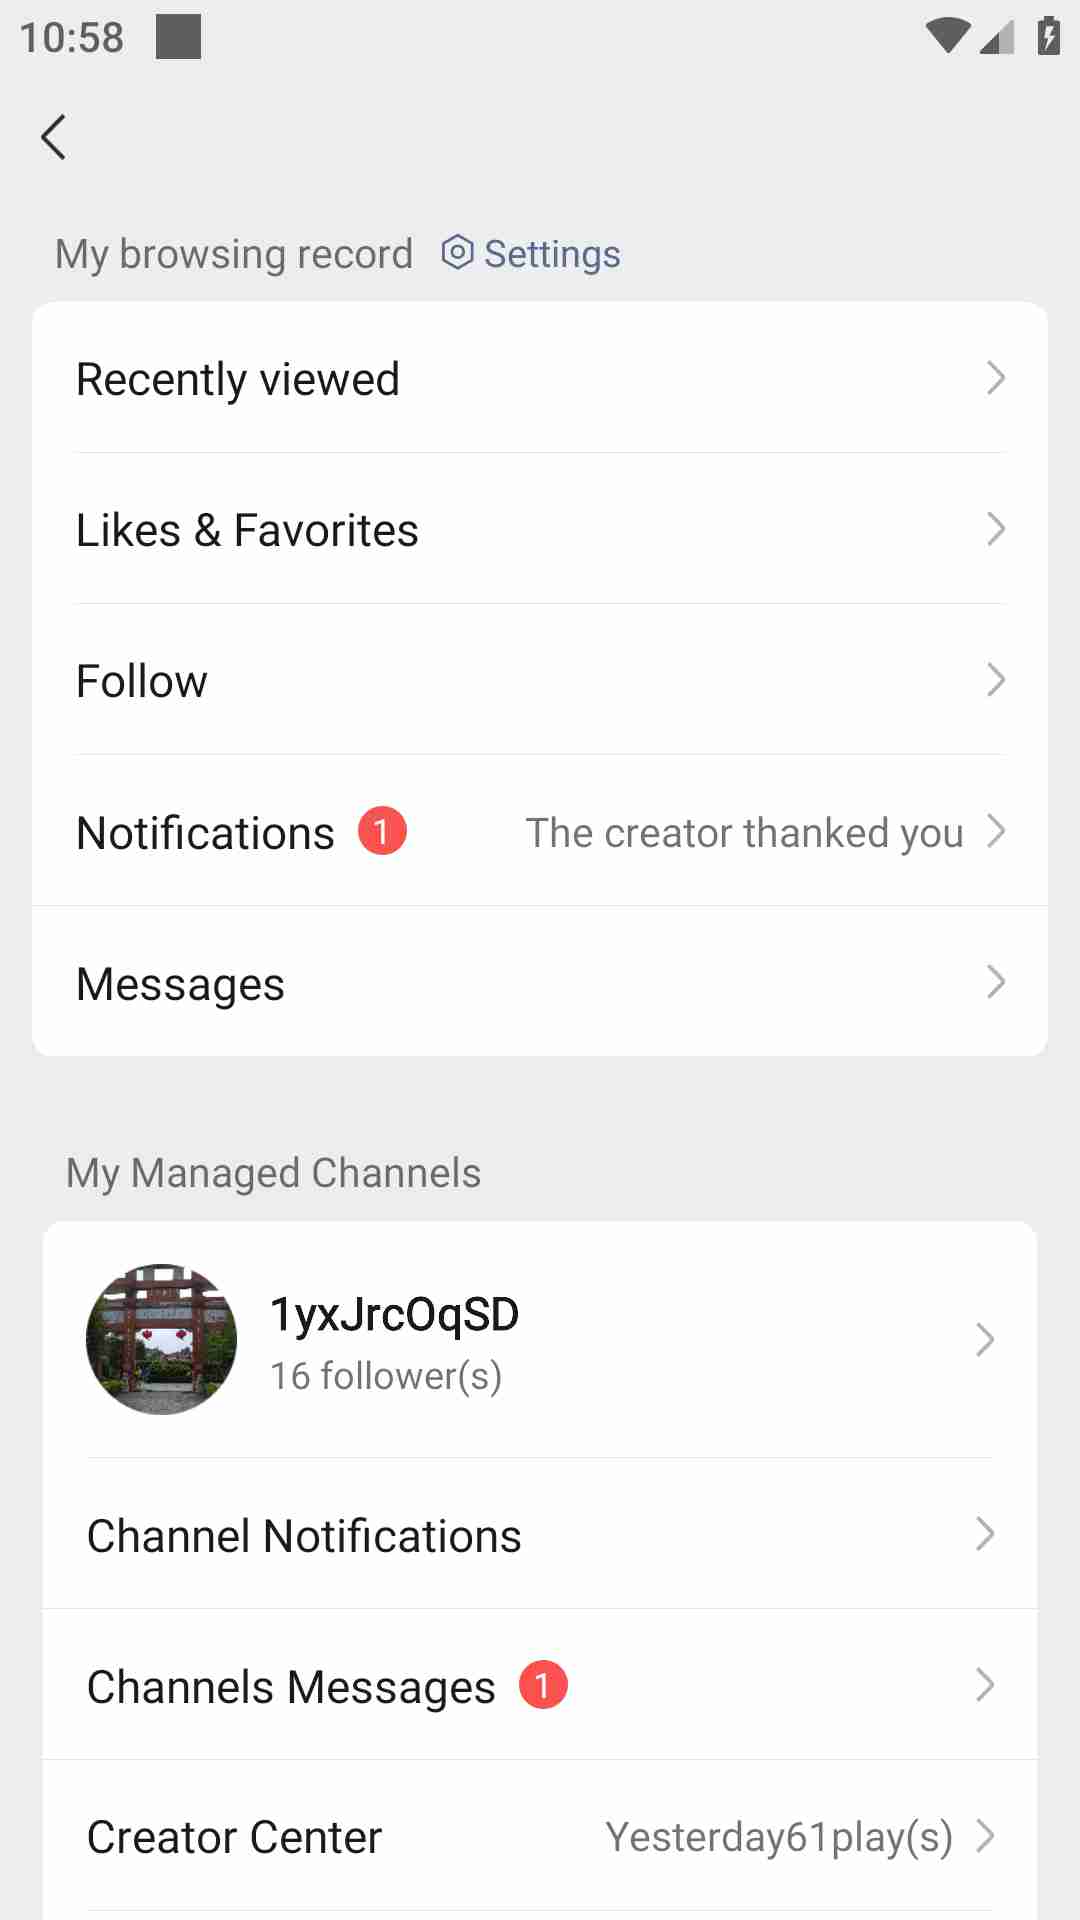 10:58
My browsing record Settings
Recently viewed
Likes & Favorites
Follow
Notifications 1 The creator thanked you
Messages
My Managed Channels
1yxJrcOqSD
16 follower(s)
Channel Notifications
Channels Messages 1
Creator Center Yesterday61play(s)